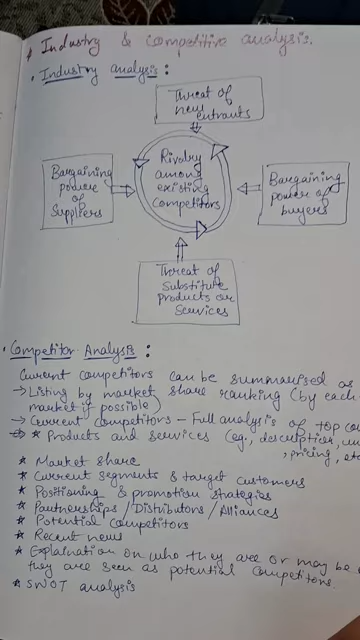 * Industry & competitive analysis.
• Industry analysis :
Threat of
new
entrants
Bargaining
power
of
Suppliers
Rivalry
among
existing
competitors
Bargaining
power of
buyers
Threat of
Substitute
products or
Services
• Competitor Analysis :
Current competitors can be summarised as
→ Listing by market share ranking (by each
market if possible)
→ Current competitors - Full analysis of top
⇒ * Products and services (eg., description,
, pricing, etc
* Market share
* Current segments & target customers
* Positioning & promotion strategies
* Partnerships / Distributors / Alliances
* Potential competitors
* Recent news
* Explaination on who they are or may be
they are seen as potential competitors.
* SWOT analysis